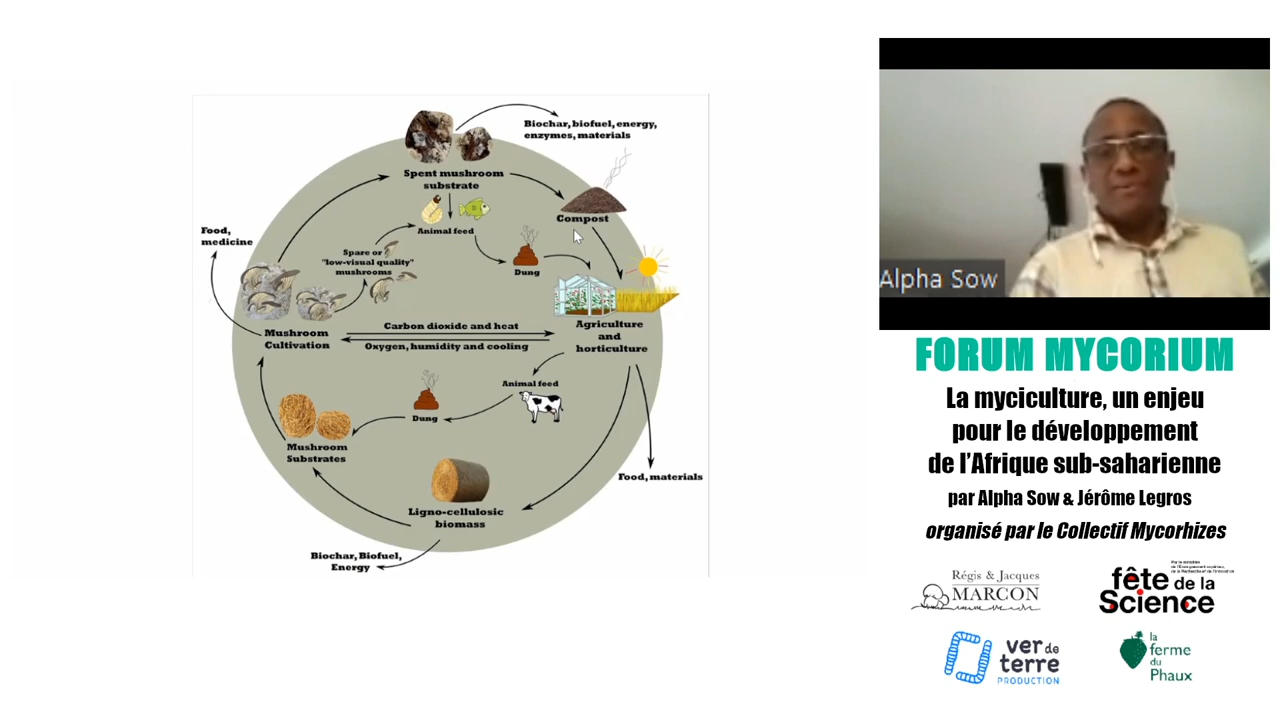 Biochar, biofuel, energy,
enzymes, materials
Spent mushroom
substrate
Compost
Animal feed
Food,
medicine
Spare or
"low-visual quality"
mushrooms
Dung
Mushroom
Cultivation
Carbon dioxide and heat
Oxygen, humidity and cooling
Agriculture
and
horticulture
Animal feed
Dung
Mushroom
Substrates
Food, materials
Ligno-cellulosic
biomass
Biochar, Biofuel,
Energy
Alpha Sow
FORUM MYCORIUM
La myciculture, un enjeu
pour le développement
de l'Afrique sub-saharienne
par Alpha Sow & Jérôme Legros
organisé par le Collectif Mycorhizes
Régis & Jacques
MARCON
fête de la
Science
ver de
terre
PRODUCTION
la
ferme
du
Phaux